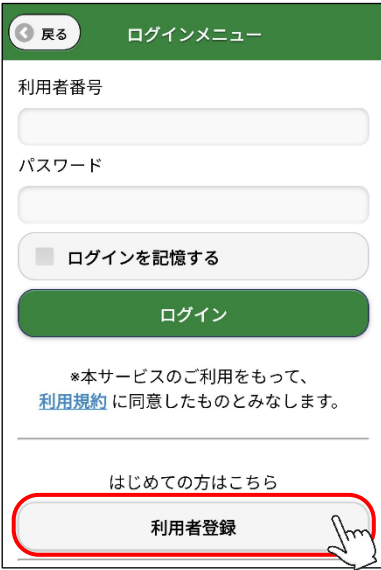 戻る
ログインメニュー
利用者番号
パスワード
ログインを記憶する
ログイン
※本サービスのご利用をもって、
利用規約 に同意したものとみなします。
はじめての方はこちら
利用者登録